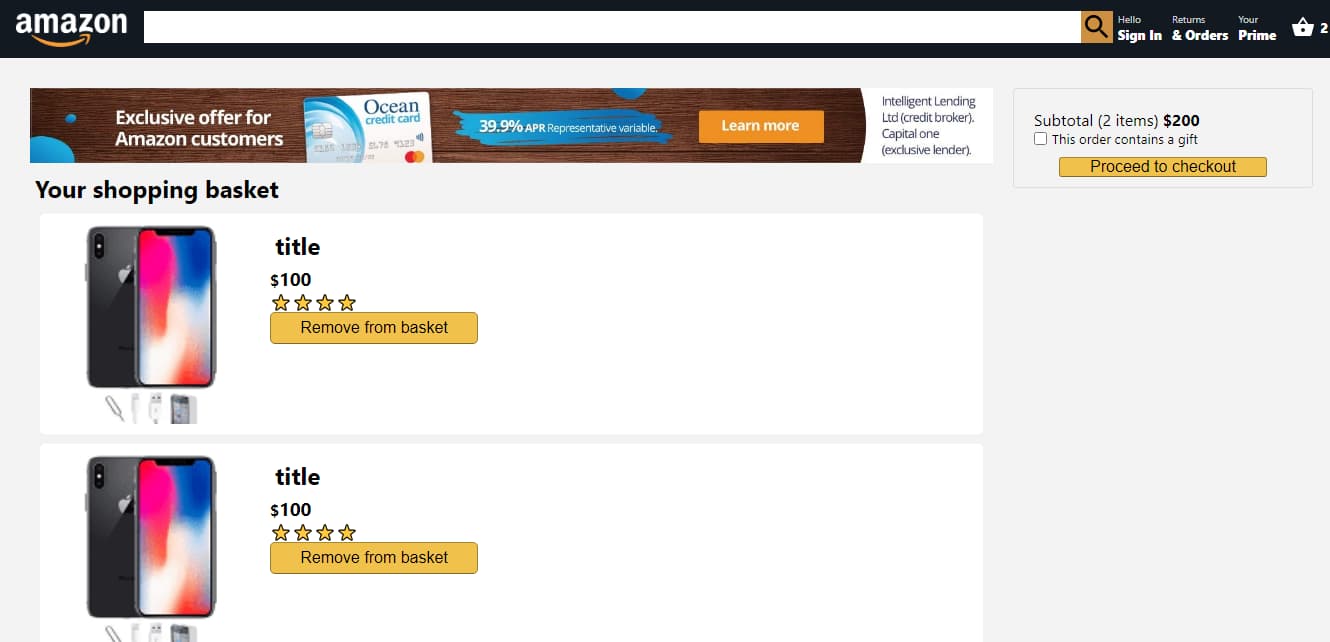 amazon
Hello
Sign In
Returns
& Orders
Your
Prime
2
Exclusive offer for
Amazon customers
Ocean
credit card
39.9% APR Representative variable.
Learn more
Intelligent Lending
Ltd (credit broker).
Capital one
(exclusive lender).
Subtotal (2 items) $200
This order contains a gift
Proceed to checkout
Your shopping basket
title
$100
Remove from basket
title
$100
Remove from basket